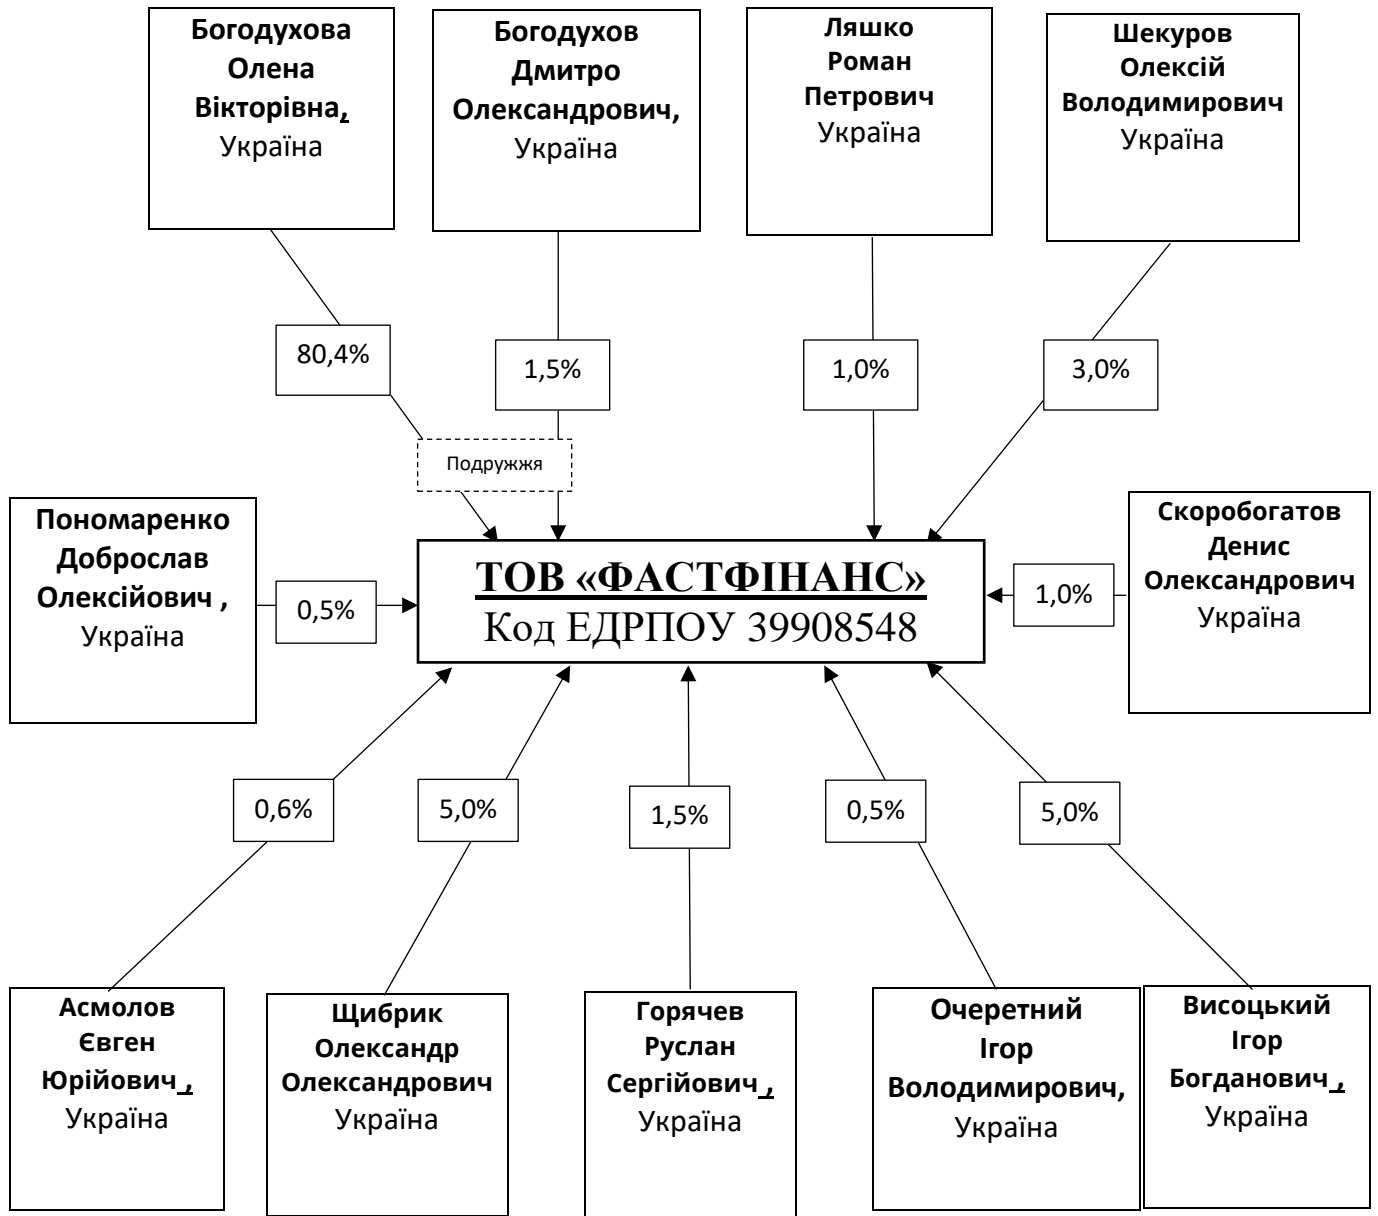 Богодухова
Олена
Вікторівна,
Україна
Богодухов
Дмитро
Олександрович,
Україна
Ляшко
Роман
Петрович
Україна
Шекуров
Олексій
Володимирович
Україна
80,4%
1,5%
1,0%
3,0%
Подружжя
Пономаренко
Доброслав
Олексійович ,
Україна
0,5%
ТОВ «ФАСТФІНАНС»
Код ЕДРПОУ 39908548
1,0%
Скоробогатов
Денис
Олександрович
Україна
0,6%
5,0%
1,5%
0,5%
5,0%
Асмолов
Євген
Юрійович ,
Україна
Щибрик
Олександр
Олександрович
Україна
Горячев
Руслан
Сергійович ,
Україна
Очеретний
Ігор
Володимирович,
Україна
Висоцький
Ігор
Богданович ,
Україна